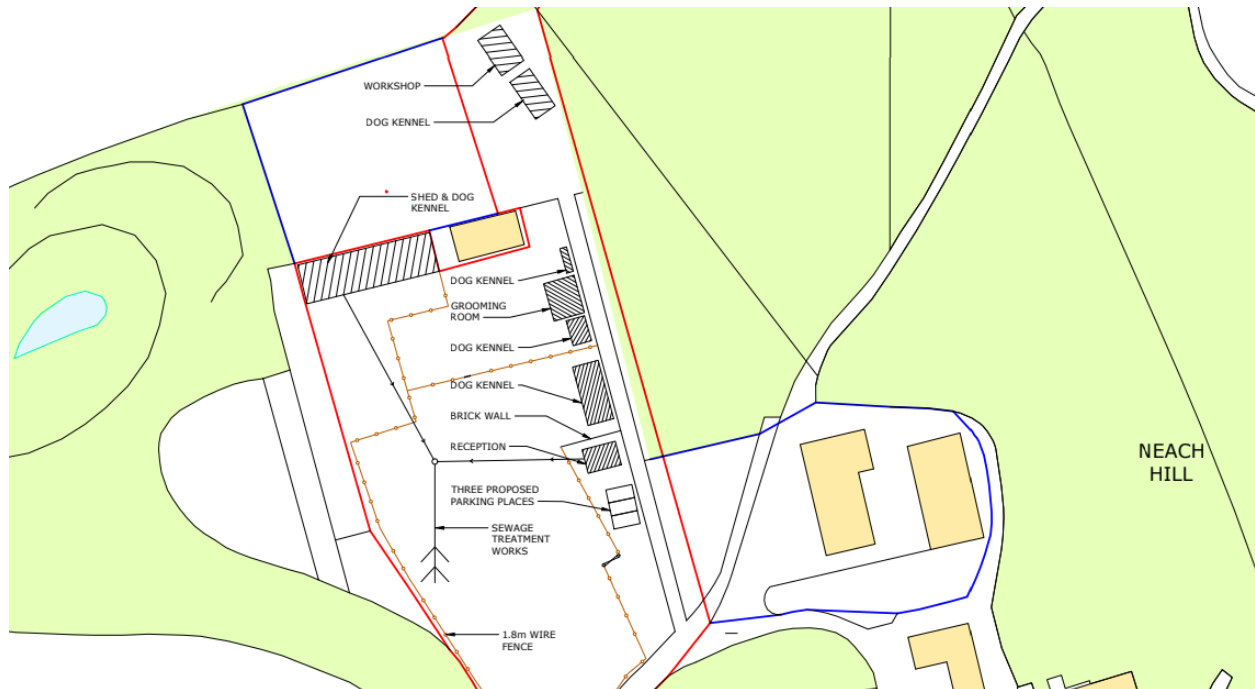 WORKSHOP
DOG KENNEL
SHED & DOG
KENNEL
DOG KENNEL
GROOMING
ROOM
DOG KENNEL
DOG KENNEL
BRICK WALL
RECEPTION
THREE PROPOSED
PARKING PLACES
SEWAGE
TREATMENT
WORKS
1.8m WIRE
FENCE
NEACH
HILL